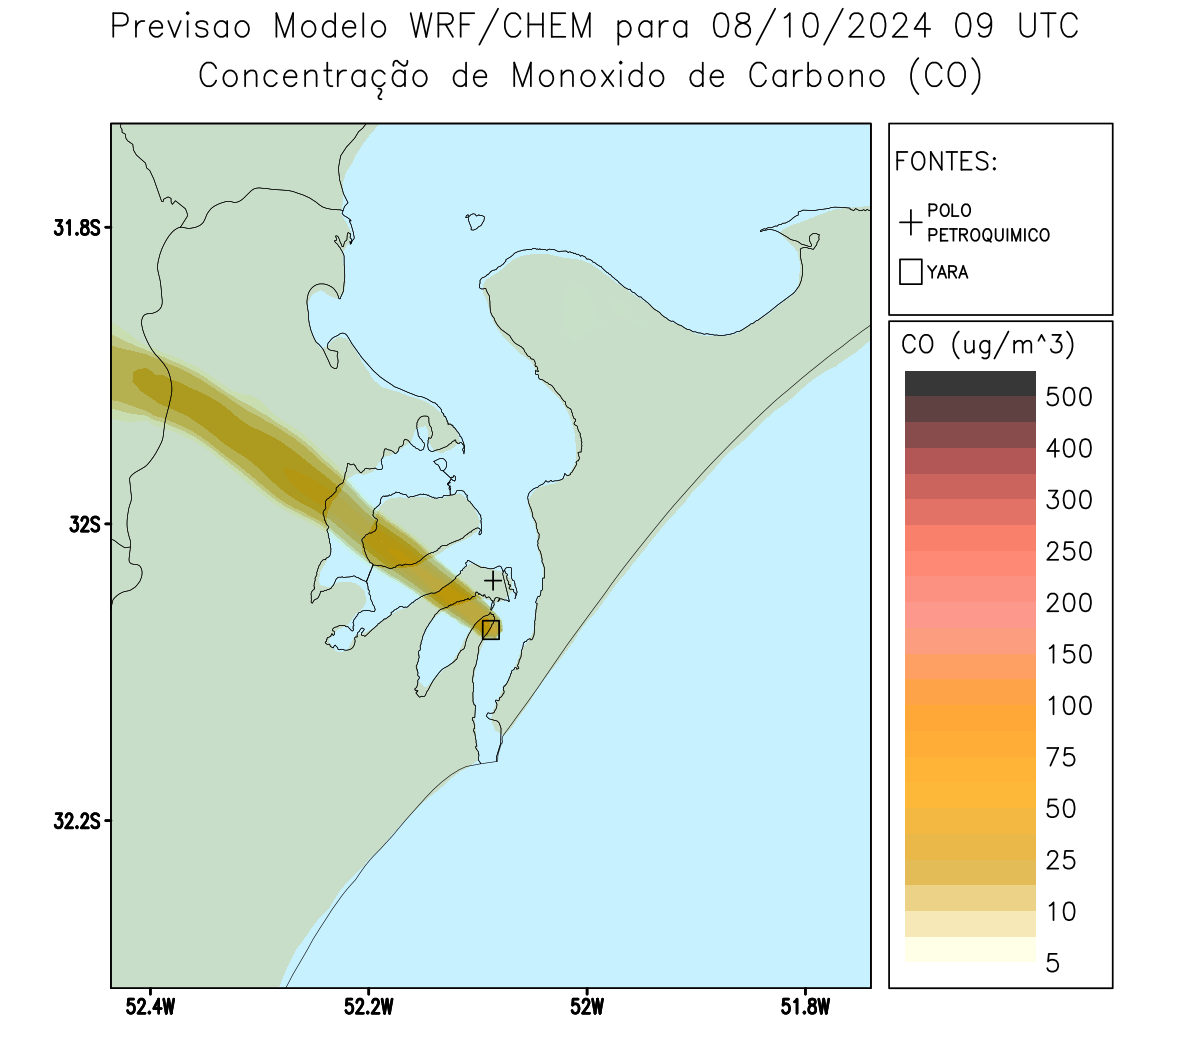 Previsao Modelo WRF/CHEM para 08/10/2024 09 UTC
Concentração de Monoxido de Carbono (CO)
FONTES:
POLO
PETROQUIMICO
YARA
31.8S
32S
32.2S
52.4W
52.2W
52W
51.8W
CO (ug/m^3)
500
400
300
250
200
150
100
75
50
25
10
5